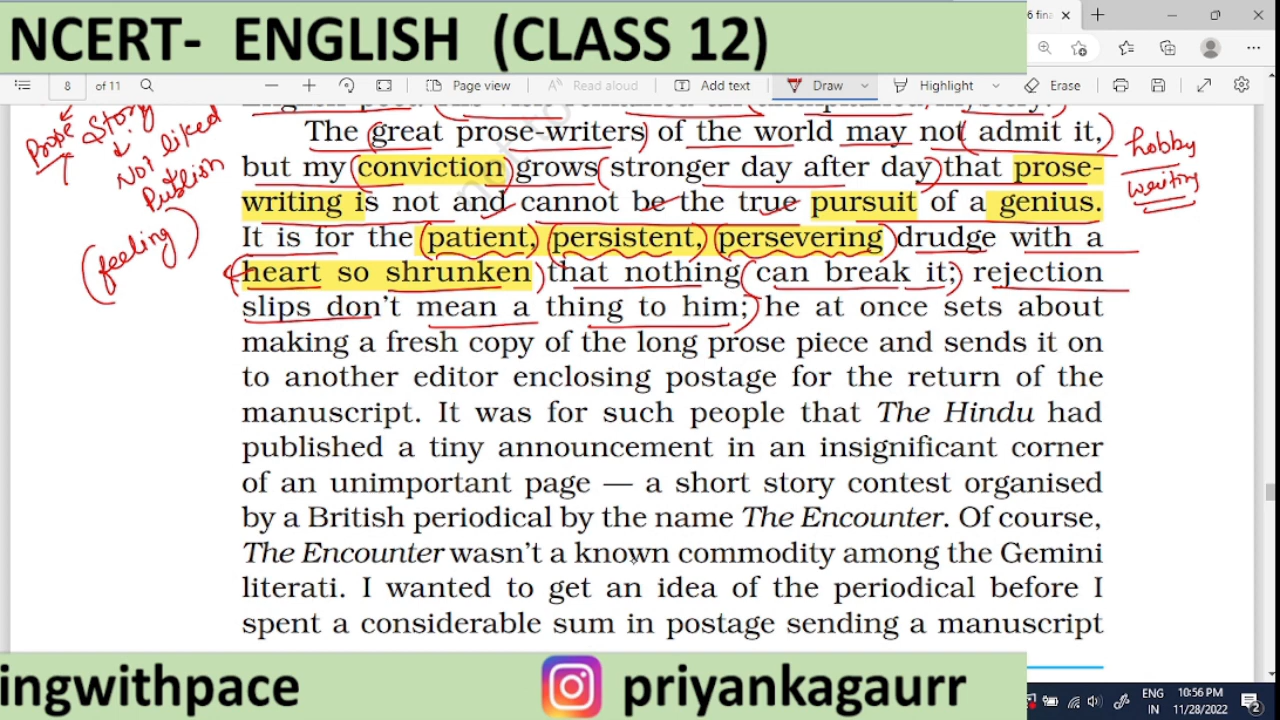 NCERT- ENGLISH (CLASS 12)
6 fina
8 of 11
Page view
Read aloud
Add text
Draw
Highlight
Erase
Prose Story
NOT liked
Publish
(feeling)
hobby
writing
The great prose-writers of the world may not admit it,
but my conviction grows stronger day after day that prose-
writing is not and cannot be the true pursuit of a genius.
It is for the patient, persistent, persevering drudge with a
heart so shrunken that nothing can break it; rejection
slips don't mean a thing to him; he at once sets about
making a fresh copy of the long prose piece and sends it on
to another editor enclosing postage for the return of the
manuscript. It was for such people that The Hindu had
published a tiny announcement in an insignificant corner
of an unimportant page — a short story contest organised
by a British periodical by the name The Encounter. Of course,
The Encounter wasn't a known commodity among the Gemini
literati. I wanted to get an idea of the periodical before I
spent a considerable sum in postage sending a manuscript
ingwithpace
priyankagaurr
ENG
IN
10:56 PM
11/28/2022
2